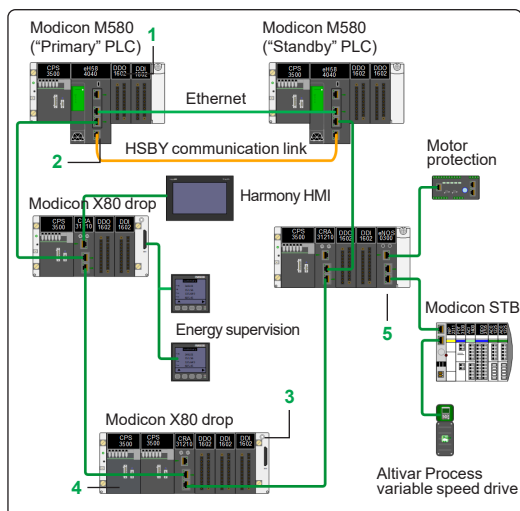 Modicon M580
("Primary" PLC)
1
Modicon M580
("Standby" PLC)
CPS
3500
eHSB
4040
DDO
1602
DDI
1602
CPS
3500
eHSB
4040
DDO
1602
DDI
1602
Ethernet
2
HSBY communication link
Motor
protection
Modicon X80 drop
Harmony HMI
CPS
3500
CRA
31210
DDO
1602
DDI
1602
CPS
3500
CRA
31210
DDO
1602
DDI
1602
eNOS
0300
5
Modicon STB
Energy supervision
Modicon X80 drop
3
CPS
3500
CPS
3500
CRA
31210
DDO
1602
DDI
1602
DDI
1602
4
Altivar Process
variable speed drive